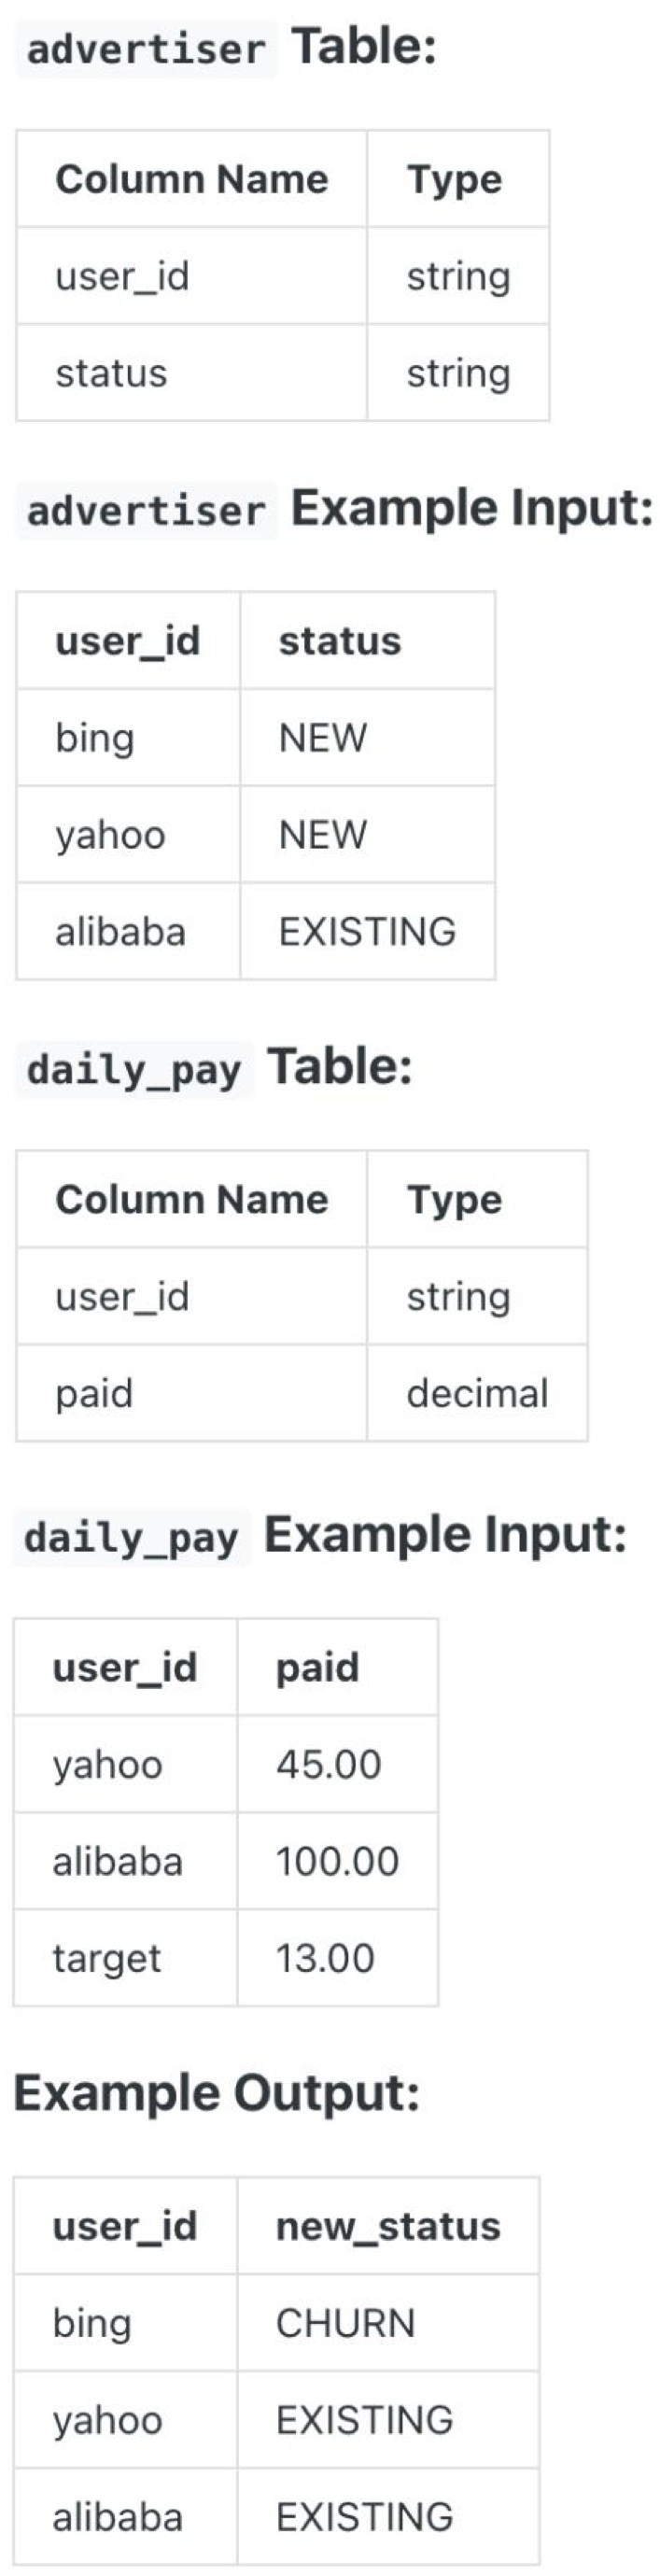 advertiser Table:
Column Name Type
user_id string
status string
advertiser Example Input:
user_id status
bing NEW
yahoo NEW
alibaba EXISTING
daily_pay Table:
Column Name Type
user_id string
paid decimal
daily_pay Example Input:
user_id paid
yahoo 45.00
alibaba 100.00
target 13.00
Example Output:
user_id new_status
bing CHURN
yahoo EXISTING
alibaba EXISTING